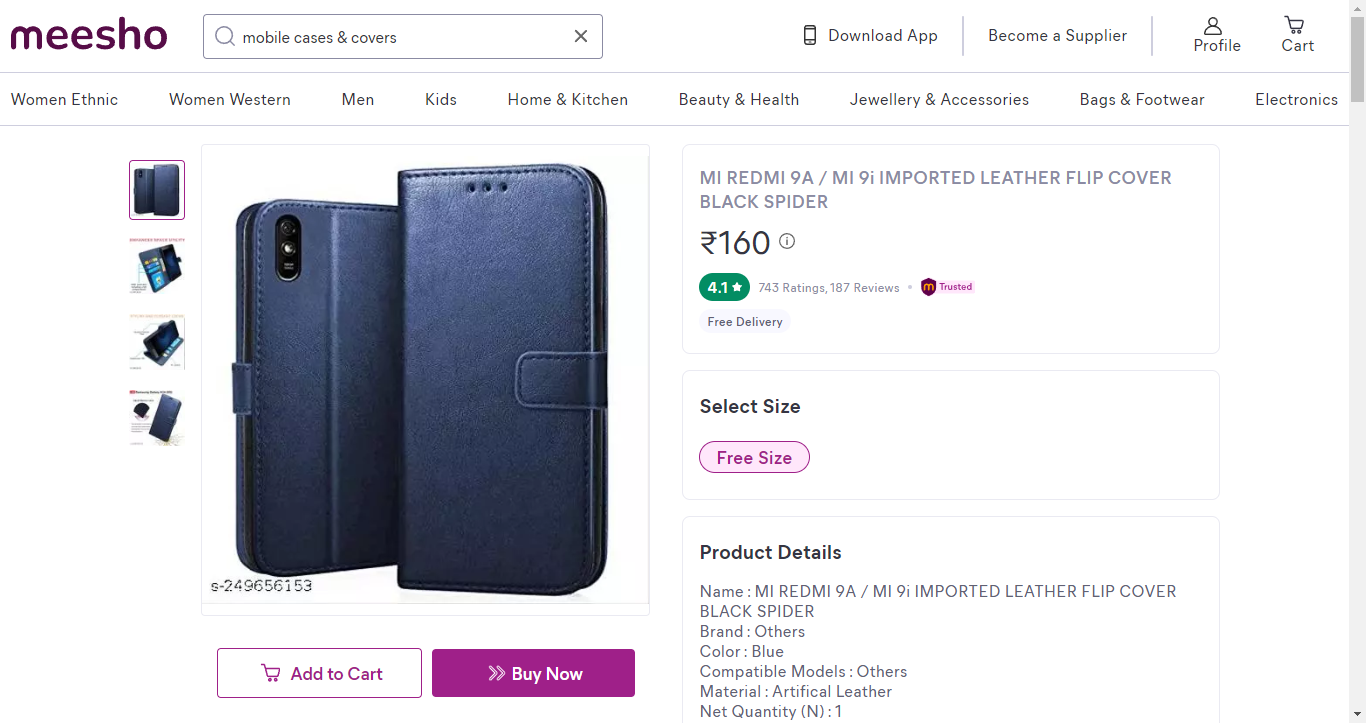 meesho
mobile cases & covers
Download App
Become a Supplier
Profile
Cart
Women Ethnic
Women Western
Men
Kids
Home & Kitchen
Beauty & Health
Jewellery & Accessories
Bags & Footwear
Electronics
s-249656153
Add to Cart
Buy Now
MI REDMI 9A / MI 9i IMPORTED LEATHER FLIP COVER
BLACK SPIDER
₹160
4.1
743 Ratings, 187 Reviews
m Trusted
Free Delivery
Select Size
Free Size
Product Details
Name : MI REDMI 9A / MI 9i IMPORTED LEATHER FLIP COVER
BLACK SPIDER
Brand : Others
Color : Blue
Compatible Models : Others
Material : Artifical Leather
Net Quantity (N) : 1